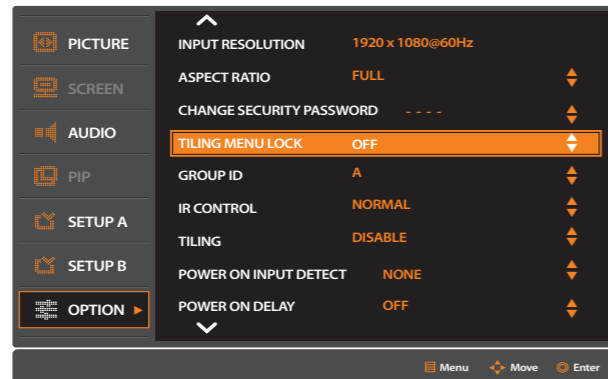 PICTURE
SCREEN
AUDIO
PIP
SETUP A
SETUP B
OPTION
INPUT RESOLUTION 1920 x 1080@60Hz
ASPECT RATIO FULL
CHANGE SECURITY PASSWORD - - - -
TILING MENU LOCK OFF
GROUP ID A
IR CONTROL NORMAL
TILING DISABLE
POWER ON INPUT DETECT NONE
POWER ON DELAY OFF
Menu Move Enter